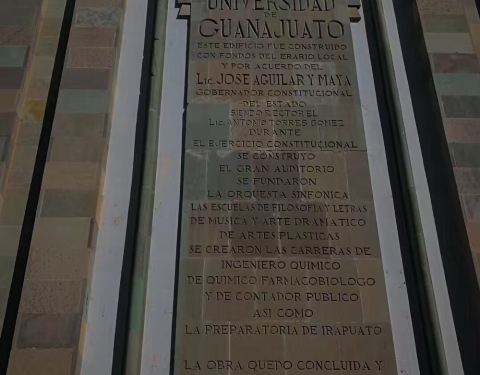 UNIVERSIDAD
DE
GUANAJUATO
ESTE EDIFICIO FUE CONSTRUIDO
CON FONDOS DEL ERARIO LOCAL
Y POR ACUERDO DEL
LIC. JOSE AGUILAR Y MAYA
GOBERNADOR CONSTITUCIONAL
DEL ESTADO
SIENDO RECTOR EL
LIC. ANTONIO TORRES GOMEZ
DURANTE
EL EJERCICIO CONSTITUCIONAL
SE CONSTRUYO
EL GRAN AUDITORIO
SE FUNDARON
LA ORQUESTA SINFONICA
LAS ESCUELAS DE FILOSOFIA Y LETRAS
DE MUSICA Y ARTE DRAMATICO
DE ARTES PLASTICAS
SE CREARON LAS CARRERAS DE
INGENIERO QUIMICO
DE QUIMICO FARMACOBIOLOGO
Y DE CONTADOR PUBLICO
ASI COMO
LA PREPARATORIA DE IRAPUATO
LA OBRA QUEDO CONCLUIDA Y